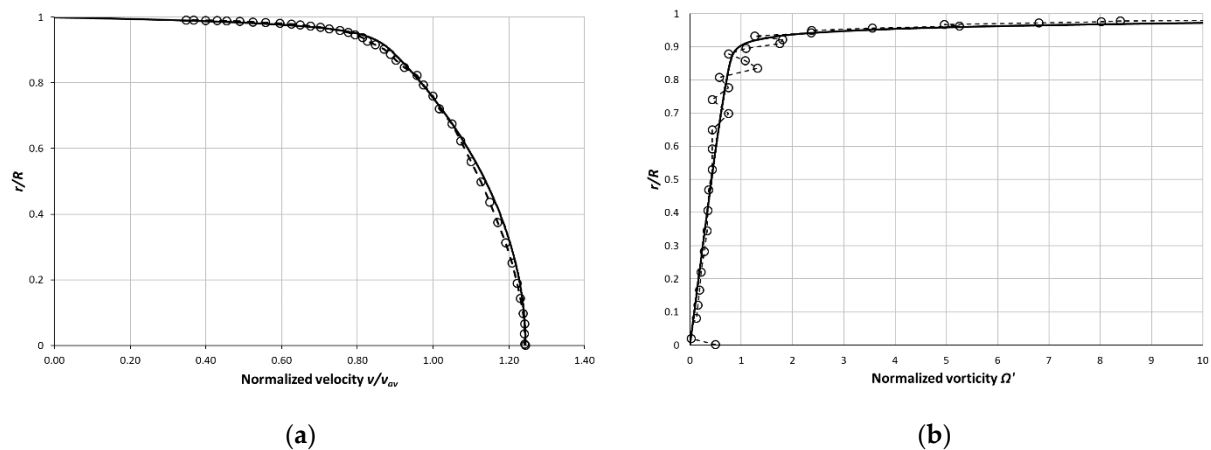 1
0.8
0.6
0.4
0.2
0
r/R
0.00 0.20 0.40 0.60 0.80 1.00 1.20 1.40
Normalized velocity v/vav
(a)
1
0.9
0.8
0.7
0.6
0.5
0.4
0.3
0.2
0.1
0
r/R
0 1 2 3 4 5 6 7 8 9 10
Normalized vorticity Ω'
(b)